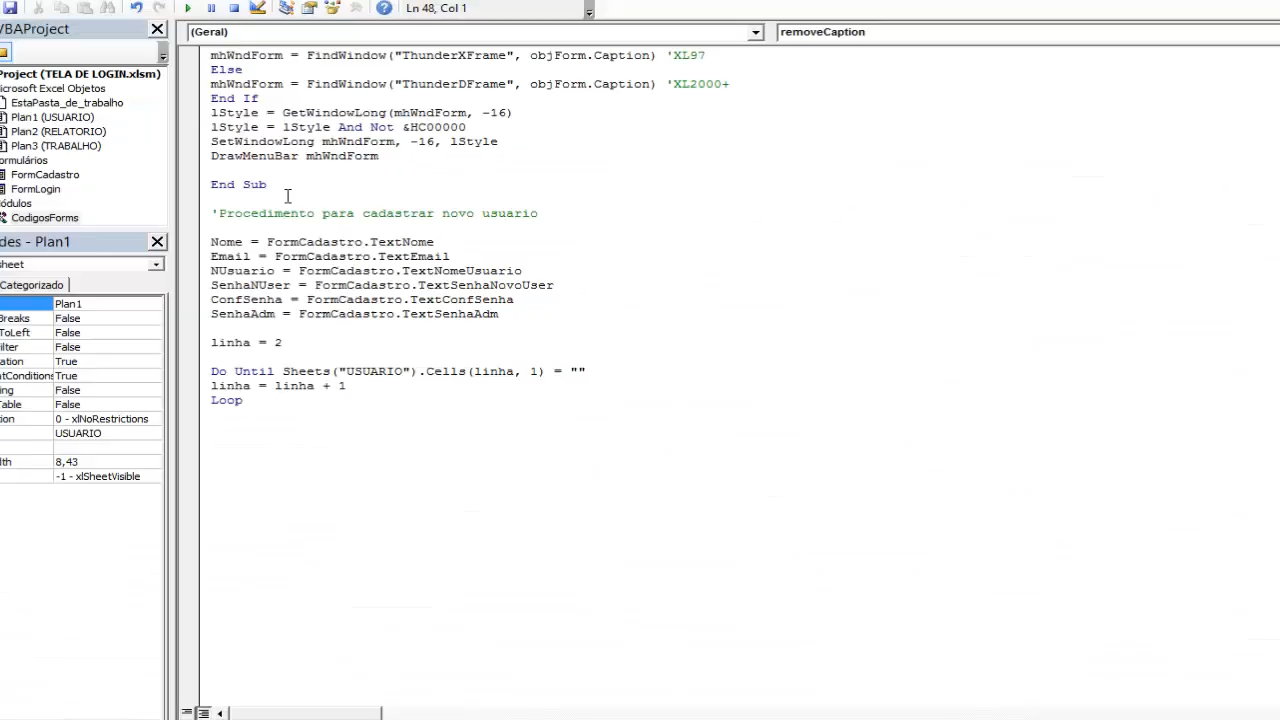 Ln 48, Col 1
VBAProject
(Geral)
removeCaption
Project (TELA DE LOGIN.xlsm)
icrosoft Excel Objetos
EstaPasta_de_trabalho
Plan1 (USUARIO)
Plan2 (RELATORIO)
Plan3 (TRABALHO)
ormulários
FormCadastro
FormLogin
ódulos
CodigosForms
des - Plan1
heet
Categorizado
Plan1
Breaks False
ToLeft False
ilter False
ation True
ntConditions True
ing False
Table False
tion 0 - xlNoRestrictions
USUARIO
dth 8,43
-1 - xlSheetVisible
mhWndForm = FindWindow("ThunderXFrame", objForm.Caption) 'XL97
Else
mhWndForm = FindWindow("ThunderDFrame", objForm.Caption) 'XL2000+
End If
lStyle = GetWindowLong(mhWndForm, -16)
lStyle = lStyle And Not &HC00000
SetWindowLong mhWndForm, -16, lStyle
DrawMenuBar mhWndForm
End Sub
'Procedimento para cadastrar novo usuario
Nome = FormCadastro.TextNome
Email = FormCadastro.TextEmail
NUsuario = FormCadastro.TextNomeUsuario
SenhaNUser = FormCadastro.TextSenhaNovoUser
ConfSenha = FormCadastro.TextConfSenha
SenhaAdm = FormCadastro.TextSenhaAdm
linha = 2
Do Until Sheets("USUARIO").Cells(linha, 1) = ""
linha = linha + 1
Loop